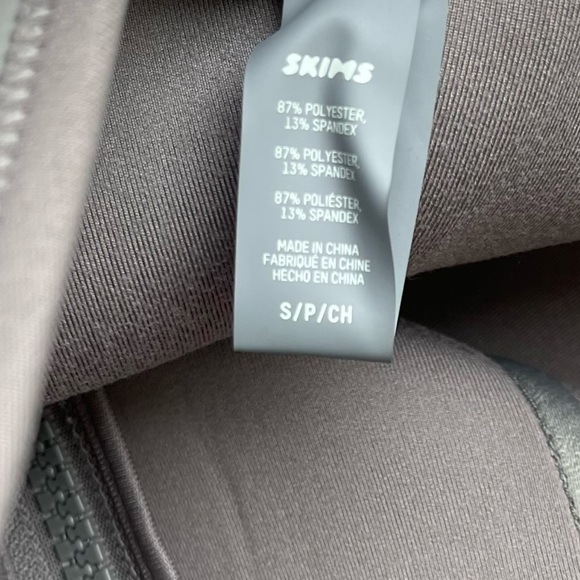 SKIMS
87% POLYESTER,
13% SPANDEX
87% POLYESTER,
13% SPANDEX
87% POLIÉSTER,
13% SPANDEX
MADE IN CHINA
FABRIQUÉ EN CHINE
HECHO EN CHINA
S/P/CH